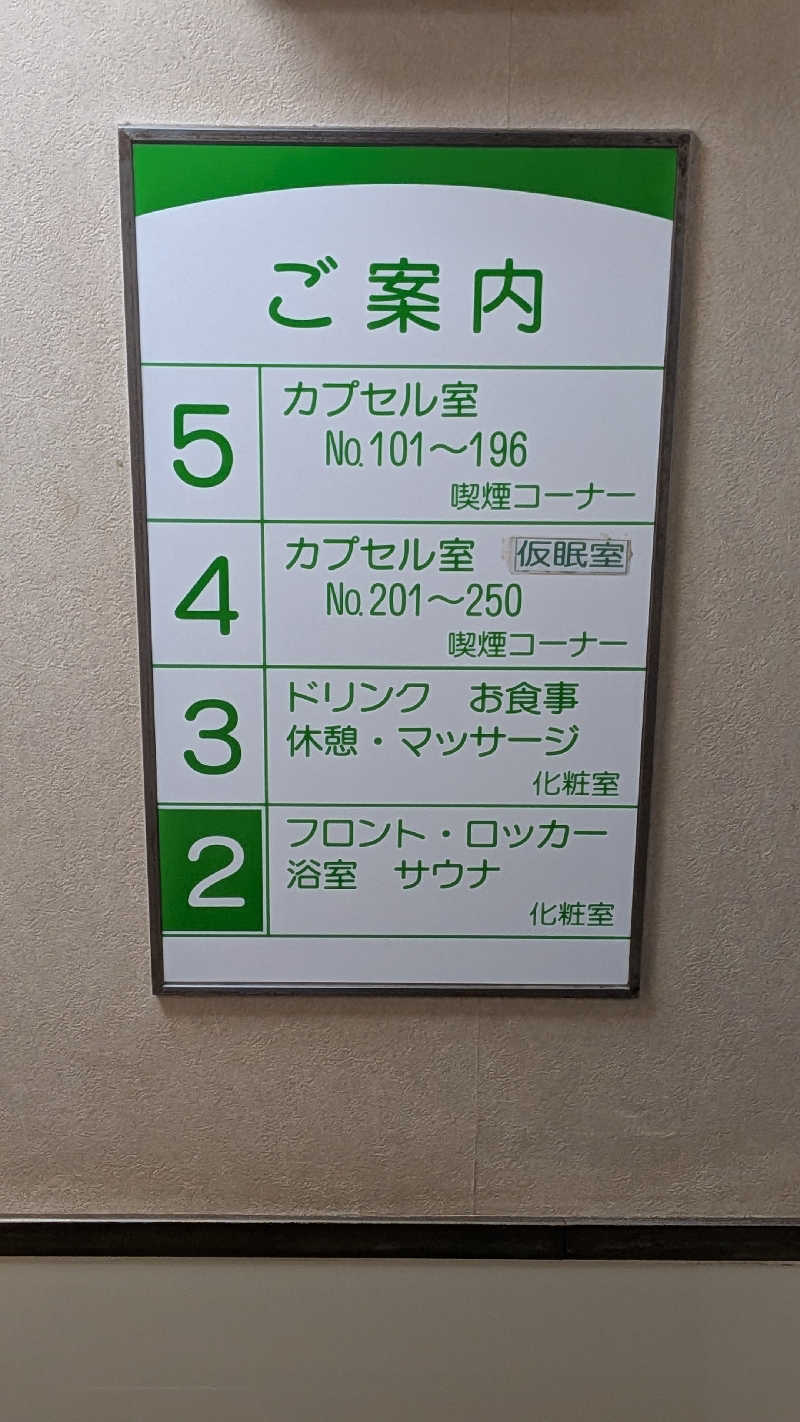 ご案内
5
カプセル室
No.101～196
喫煙コーナー
4
カプセル室 仮眠室
No.201～250
喫煙コーナー
3
ドリンク お食事
休憩・マッサージ
化粧室
2
フロント・ロッカー
浴室 サウナ
化粧室